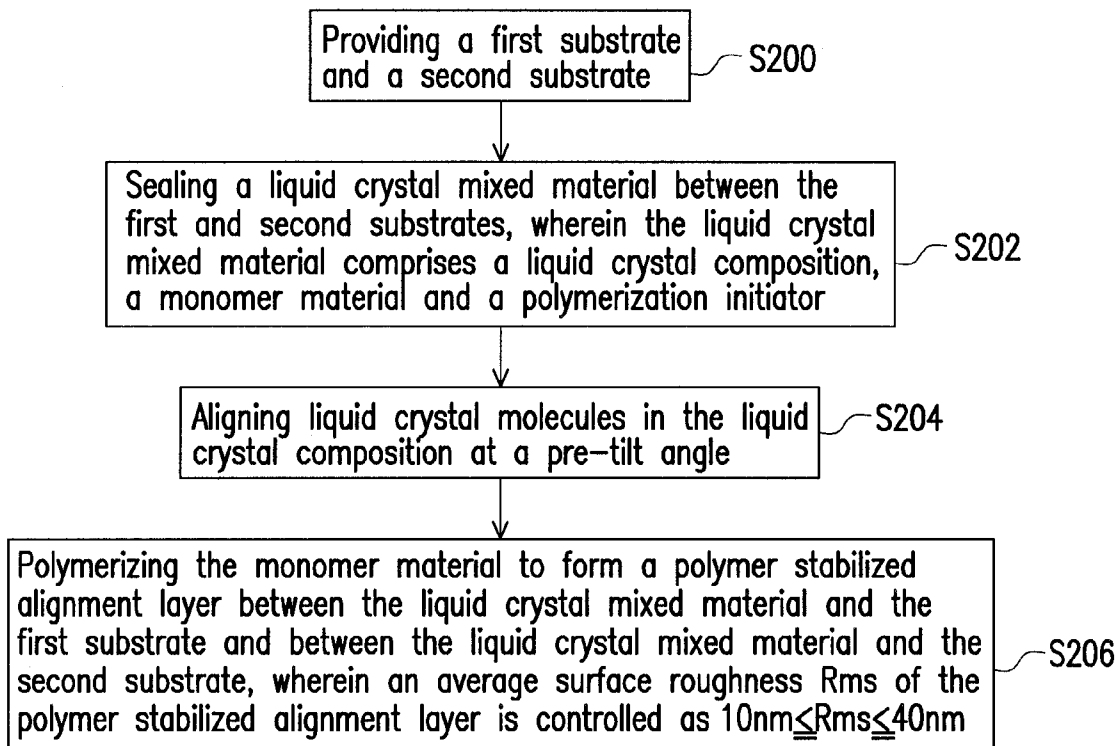 Providing a first substrate
and a second substrate
S200
Sealing a liquid crystal mixed material between the
first and second substrates, wherein the liquid crystal
mixed material comprises a liquid crystal composition,
a monomer material and a polymerization initiator
S202
Aligning liquid crystal molecules in the liquid
crystal composition at a pre-tilt angle
S204
Polymerizing the monomer material to form a polymer stabilized
alignment layer between the liquid crystal mixed material and the
first substrate and between the liquid crystal mixed material and the
second substrate, wherein an average surface roughness Rms of the
polymer stabilized alignment layer is controlled as 10nm≦Rms≦40nm
S206